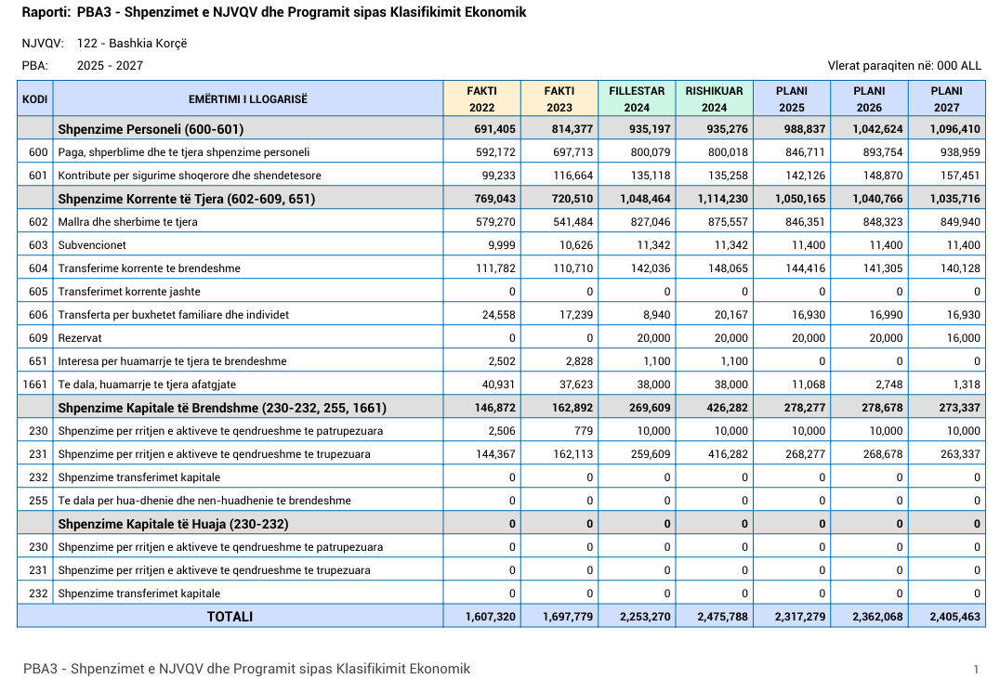 Raporti: PBA3 - Shpenzimet e NJVQV dhe Programit sipas Klasifikimit Ekonomik
NJVQV: 122 - Bashkia Korçë
PBA: 2025 - 2027 Vlerat paraqiten në: 000 ALL
KODI EMËRTIMI I LLOGARISË FAKTI 2022 FAKTI 2023 FILLESTAR 2024 RISHIKUAR 2024 PLANI 2025 PLANI 2026 PLANI 2027
Shpenzime Personeli (600-601) 691,405 814,377 935,197 935,276 988,837 1,042,624 1,096,410
600 Paga, shperblime dhe te tjera shpenzime personeli 592,172 697,713 800,079 800,018 846,711 893,754 938,959
601 Kontribute per sigurime shoqerore dhe shendetesore 99,233 116,664 135,118 135,258 142,126 148,870 157,451
Shpenzime Korrente të Tjera (602-609, 651) 769,043 720,510 1,048,464 1,114,230 1,050,165 1,040,766 1,035,716
602 Mallra dhe sherbime te tjera 579,270 541,484 827,046 875,557 846,351 848,323 849,940
603 Subvencionet 9,999 10,626 11,342 11,342 11,400 11,400 11,400
604 Transferime korrente te brendeshme 111,782 110,710 142,036 148,065 144,416 141,305 140,128
605 Transferimet korrente jashte 0 0 0 0 0 0 0
606 Transferta per buxhetet familiare dhe individet 24,558 17,239 8,940 20,167 16,930 16,990 16,930
609 Rezervat 0 0 20,000 20,000 20,000 20,000 16,000
651 Interesa per huamarrje te tjera te brendeshme 2,502 2,828 1,100 1,100 0 0 0
1661 Te dala, huamarrje te tjera afatgjate 40,931 37,623 38,000 38,000 11,068 2,748 1,318
Shpenzime Kapitale të Brendshme (230-232, 255, 1661) 146,872 162,892 269,609 426,282 278,277 278,678 273,337
230 Shpenzime per rritjen e aktiveve te qendrueshme te patrupezuara 2,506 779 10,000 10,000 10,000 10,000 10,000
231 Shpenzime per rritjen e aktiveve te qendrueshme te trupezuara 144,367 162,113 259,609 416,282 268,277 268,678 263,337
232 Shpenzime transferimet kapitale 0 0 0 0 0 0 0
255 Te dala per hua-dhenie dhe nen-huadhenie te brendeshme 0 0 0 0 0 0 0
Shpenzime Kapitale të Huaja (230-232) 0 0 0 0 0 0 0
230 Shpenzime per rritjen e aktiveve te qendrueshme te patrupezuara 0 0 0 0 0 0 0
231 Shpenzime per rritjen e aktiveve te qendrueshme te trupezuara 0 0 0 0 0 0 0
232 Shpenzime transferimet kapitale 0 0 0 0 0 0 0
TOTALI 1,607,320 1,697,779 2,253,270 2,475,788 2,317,279 2,362,068 2,405,463
PBA3 - Shpenzimet e NJVQV dhe Programit sipas Klasifikimit Ekonomik 1